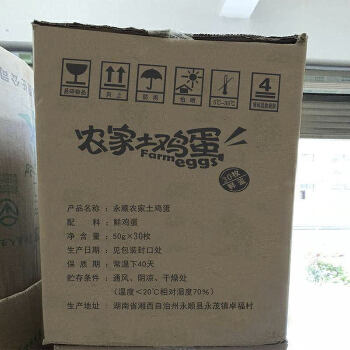 易碎物品
向上
防雨
怕晒
5℃~30℃
4
农家土鸡蛋
Farm eggs
30枚
鲜蛋
产品名称：永顺农家土鸡蛋
配料：鲜鸡蛋
净含量：50g×30枚
生产日期：见包装封口处
保质期：常温下40天
贮存条件：通风、阴凉、干燥处
（温度＜20℃相对湿度70%）
生产地址：湖南省湘西自治州永顺县永茂镇卓福村